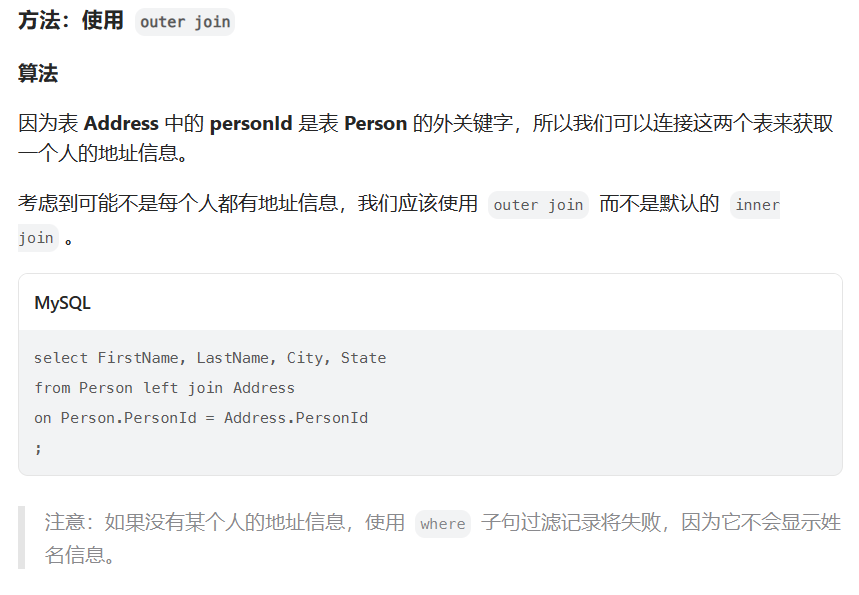 方法：使用 outer join
算法
因为表 Address 中的 personId 是表 Person 的外关键字，所以我们可以连接这两个表来获取
一个人的地址信息。
考虑到可能不是每个人都有地址信息，我们应该使用 outer join 而不是默认的 inner
join 。
MySQL
select FirstName, LastName, City, State
from Person left join Address
on Person.PersonId = Address.PersonId
;
注意：如果没有某个人的地址信息，使用 where 子句过滤记录将失败，因为它不会显示姓
名信息。